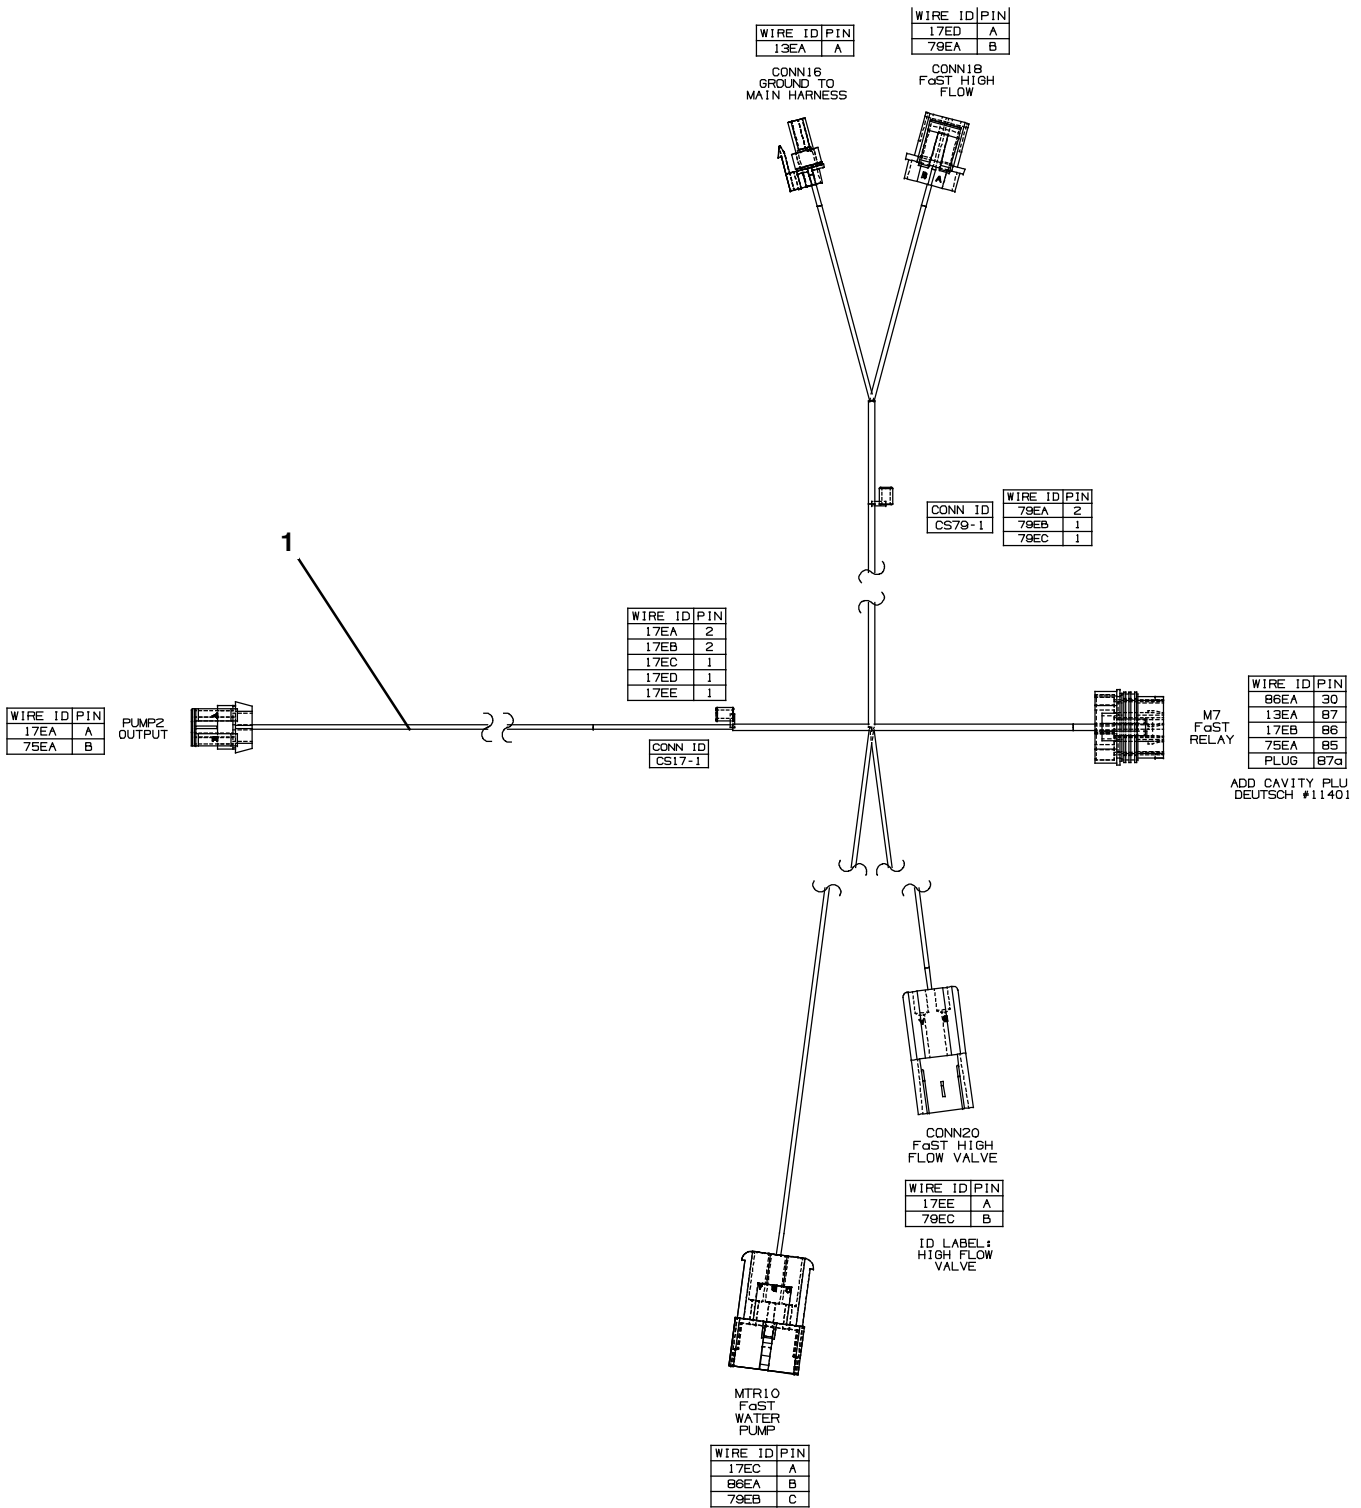 WIRE ID PIN
13EA A
CONN16
GROUND TO
MAIN HARNESS
WIRE ID PIN
17ED A
79EA B
CONN18
FaST HIGH
FLOW
B A
CONN ID
CS79-1
WIRE ID PIN
79EA 2
79EB 1
79EC 1
1
WIRE ID PIN
17EA 2
17EB 2
17EC 1
17ED 1
17EE 1
CONN ID
CS17-1
WIRE ID PIN
17EA A
75EA B
PUMP2
OUTPUT
M7
FaST
RELAY
WIRE ID PIN
86EA 30
13EA 87
17EB 86
75EA 85
PLUG 87a
ADD CAVITY PLU
DEUTSCH #11401
CONN20
FaST HIGH
FLOW VALVE
WIRE ID PIN
17EE A
79EC B
ID LABEL:
HIGH FLOW
VALVE
MTR10
FaST
WATER
PUMP
WIRE ID PIN
17EC A
86EA B
79EB C